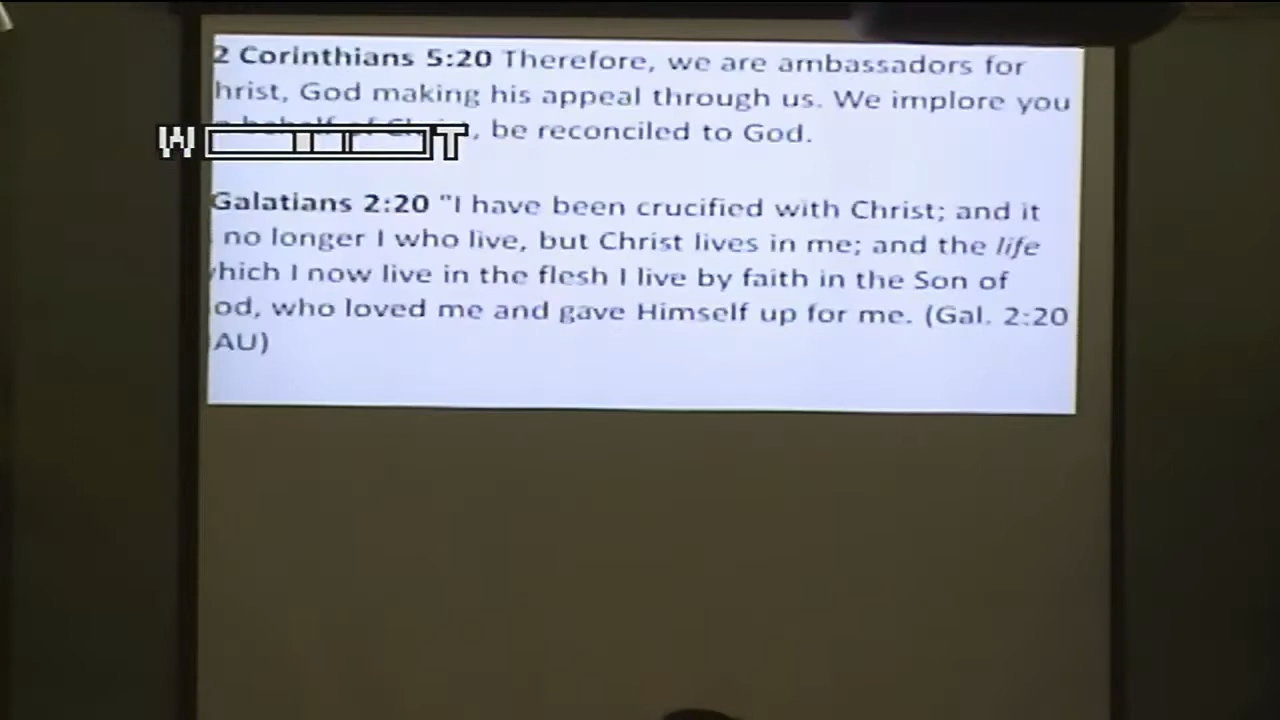 2 Corinthians 5:20 Therefore, we are ambassadors for
hrist, God making his appeal through us. We implore you
behalf of Christ, be reconciled to God.
W T
Galatians 2:20 "I have been crucified with Christ; and it
no longer I who live, but Christ lives in me; and the life
hich I now live in the flesh I live by faith in the Son of
od, who loved me and gave Himself up for me. (Gal. 2:20
AU)